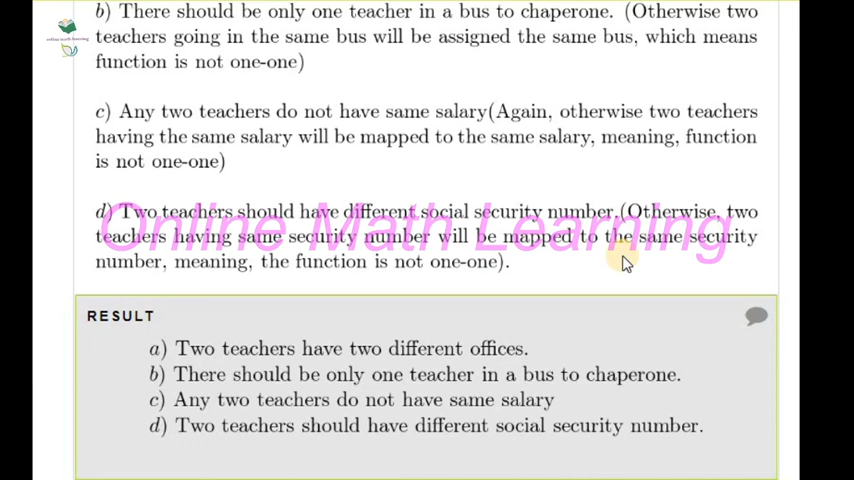 b) There should be only one teacher in a bus to chaperone. (Otherwise two
teachers going in the same bus will be assigned the same bus, which means
function is not one-one)
online math learning
c) Any two teachers do not have same salary(Again, otherwise two teachers
having the same salary will be mapped to the same salary, meaning, function
is not one-one)
d) Two teachers should have different social security number.(Otherwise, two
teachers having same security number will be mapped to the same security
number, meaning, the function is not one-one).
Online Math Learning
RESULT
a) Two teachers have two different offices.
b) There should be only one teacher in a bus to chaperone.
c) Any two teachers do not have same salary
d) Two teachers should have different social security number.